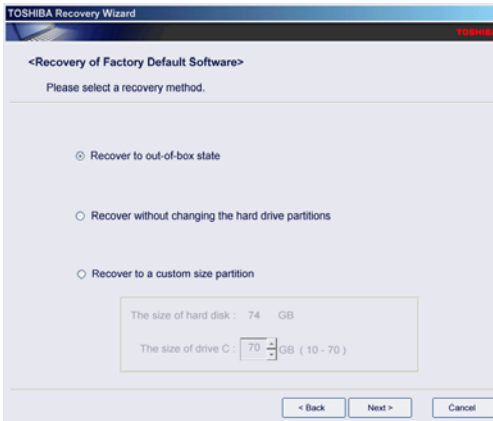 TOSHIBA Recovery Wizard
TOSHIBA
<Recovery of Factory Default Software>
Please select a recovery method.
Recover to out-of-box state
Recover without changing the hard drive partitions
Recover to a custom size partition
The size of hard disk : 74 GB
The size of drive C : 70 GB ( 10 - 70 )
< Back Next > Cancel